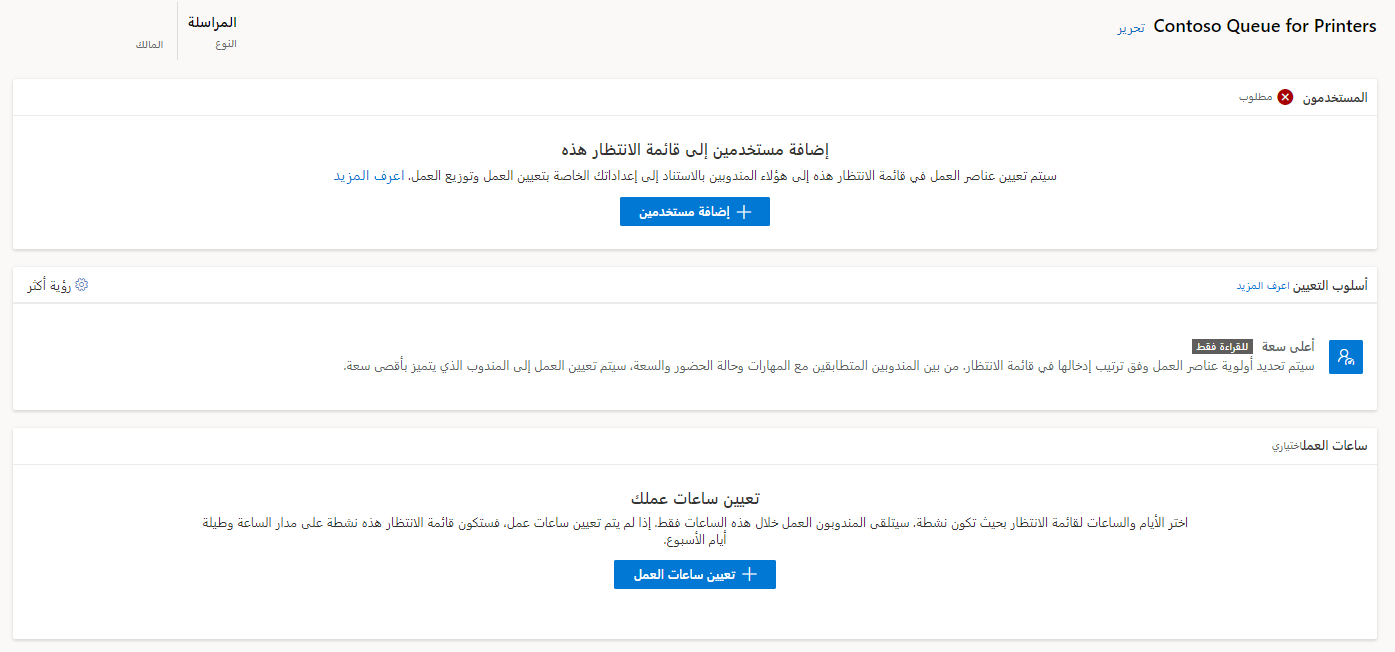 Contoso Queue for Printers تحرير
المراسلة
النوع
المالك
المستخدمون مطلوب
إضافة مستخدمين إلى قائمة الانتظار هذه
سيتم تعيين عناصر العمل في قائمة الانتظار هذه إلى هؤلاء المندوبين بالاستناد إلى إعداداتك الخاصة بتعيين العمل وتوزيع العمل. اعرف المزيد
إضافة مستخدمين
أسلوب التعيين اعرف المزيد
رؤية أكثر
أعلى سعة للقراءة فقط
سيتم تحديد أولوية عناصر العمل وفق ترتيب إدخالها في قائمة الانتظار. من بين المندوبين المتطابقين مع المهارات وحالة الحضور والسعة، سيتم تعيين العمل إلى المندوب الذي يتميز بأقصى سعة.
ساعات العمل اختياري
تعيين ساعات عملك
اختر الأيام والساعات لقائمة الانتظار بحيث تكون نشطة. سيتلقى المندوبون العمل خلال هذه الساعات فقط. إذا لم يتم تعيين ساعات عمل، فستكون قائمة الانتظار هذه نشطة على مدار الساعة وطيلة
أيام الأسبوع.
تعيين ساعات العمل